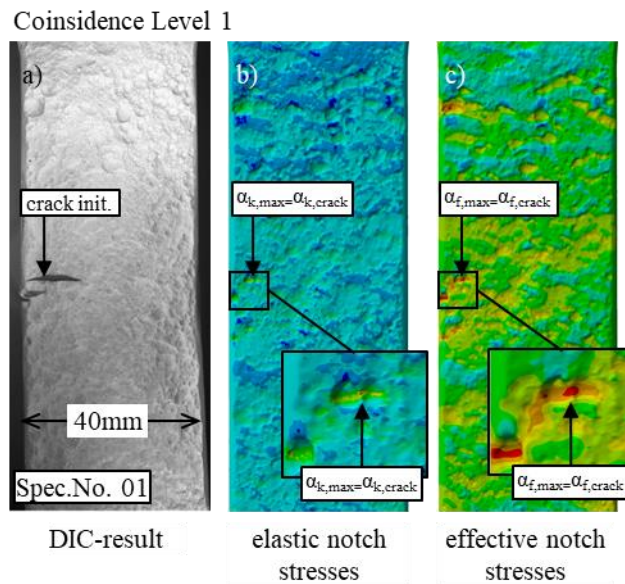 Coinsidence Level 1
a)
b)
c)
crack init.
αk,max=αk,crack
αf,max=αf,crack
40mm
Spec.No. 01
αk,max=αk,crack
αf,max=αf,crack
DIC-result
elastic notch
stresses
effective notch
stresses